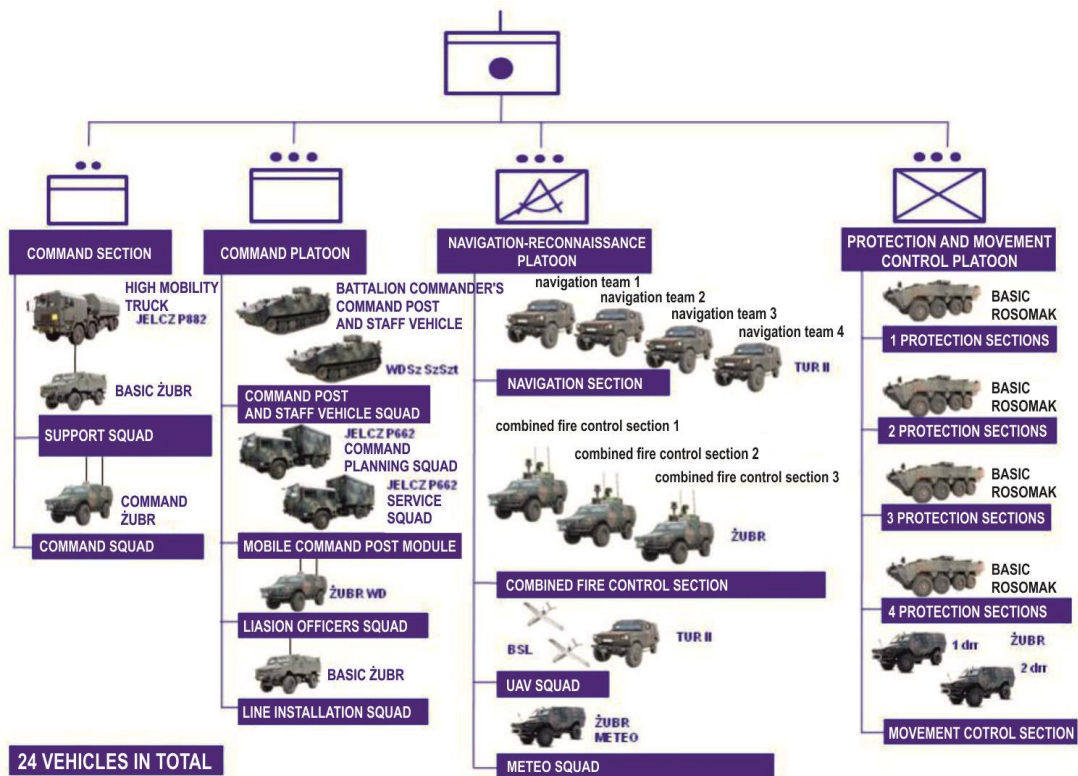 COMMAND SECTION
HIGH MOBILITY
TRUCK
JELCZ P882
BASIC ŻUBR
SUPPORT SQUAD
COMMAND
ŻUBR
COMMAND SQUAD
COMMAND PLATOON
BATTALION COMMANDER'S
COMMAND POST
AND STAFF VEHICLE
WDSz SzSzt
COMMAND POST
AND STAFF VEHICLE SQUAD
JELCZ P662
COMMAND
PLANNING SQUAD
JELCZ P662
SERVICE
SQUAD
MOBILE COMMAND POST MODULE
ŻUBR WD
LIASION OFFICERS SQUAD
BASIC ŻUBR
LINE INSTALLATION SQUAD
NAVIGATION-RECONNAISSANCE
PLATOON
navigation team 1
navigation team 2
navigation team 3
navigation team 4
TUR II
NAVIGATION SECTION
combined fire control section 1
combined fire control section 2
combined fire control section 3
ŻUBR
COMBINED FIRE CONTROL SECTION
BSL
TUR II
UAV SQUAD
ŻUBR
METEO
METEO SQUAD
PROTECTION AND MOVEMENT
CONTROL PLATOON
BASIC
ROSOMAK
1 PROTECTION SECTIONS
BASIC
ROSOMAK
2 PROTECTION SECTIONS
BASIC
ROSOMAK
3 PROTECTION SECTIONS
BASIC
ROSOMAK
4 PROTECTION SECTIONS
1 drr
ŻUBR
2 drr
MOVEMENT COTROL SECTION
24 VEHICLES IN TOTAL